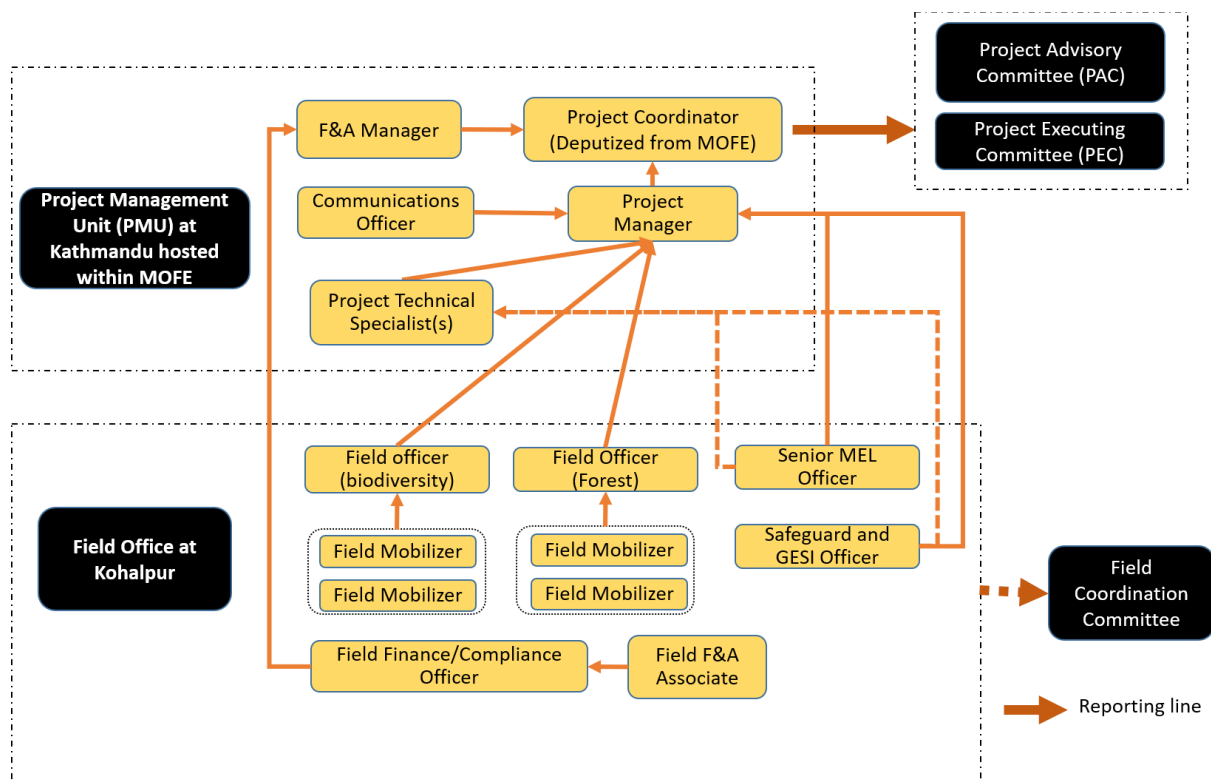 Project Advisory
Committee (PAC)
Project Executing
Committee (PEC)
F&A Manager
Project Coordinator
(Deputized from MOFE)
Project Management
Unit (PMU) at
Kathmandu hosted
within MOFE
Communications
Officer
Project
Manager
Project Technical
Specialist(s)
Field officer
(biodiversity)
Field Officer
(Forest)
Senior MEL
Officer
Field Office at
Kohalpur
Field Mobilizer
Field Mobilizer
Field Mobilizer
Field Mobilizer
Safeguard and
GESI Officer
Field
Coordination
Committee
Field Finance/Compliance
Officer
Field F&A
Associate
Reporting line